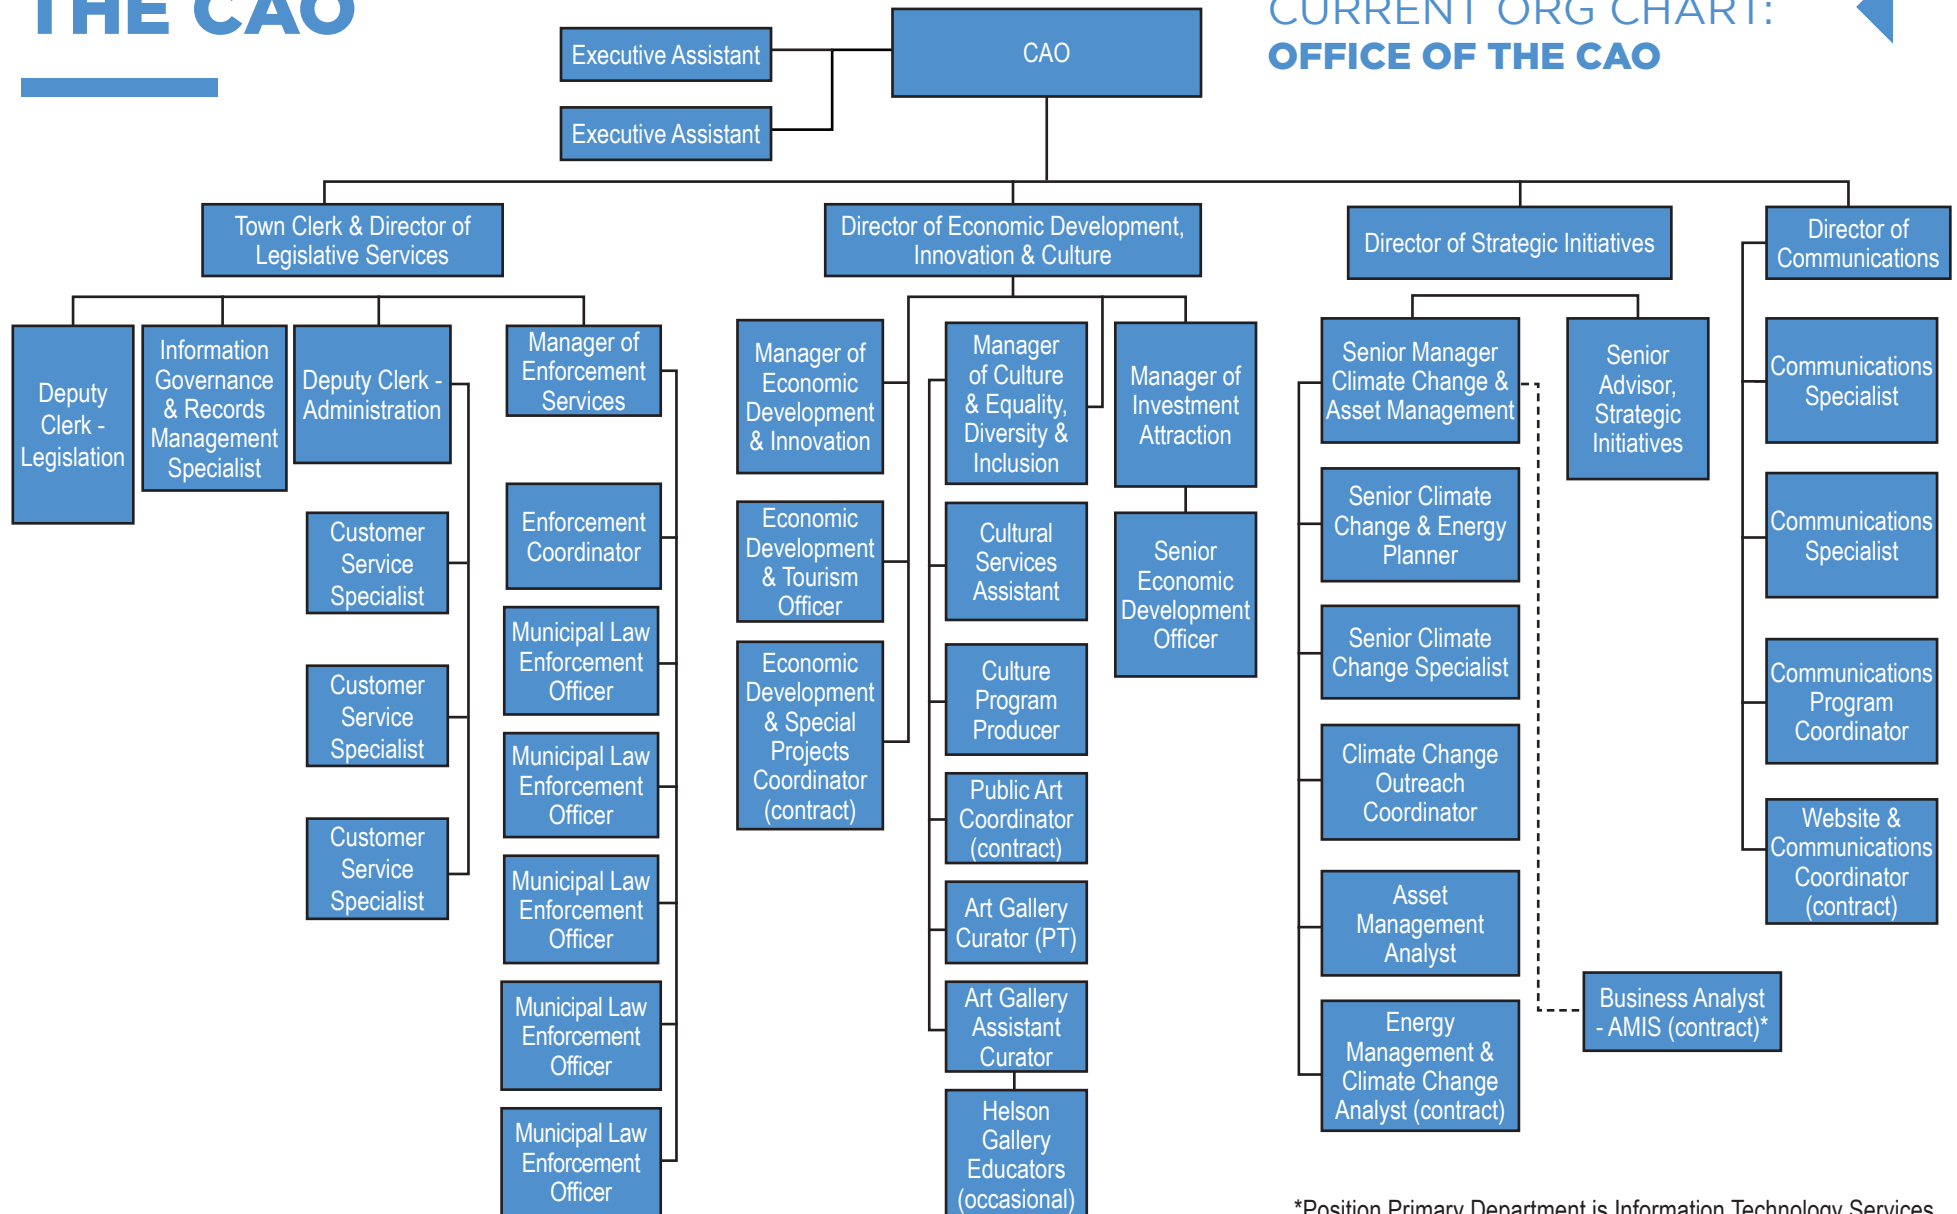 THE CAO
CURRENT ORG CHART:
OFFICE OF THE CAO
Executive Assistant
Executive Assistant
CAO
Town Clerk & Director of
Legislative Services
Director of Economic Development,
Innovation & Culture
Director of Strategic Initiatives
Director of
Communications
Deputy
Clerk -
Legislation
Information
Governance
& Records
Management
Specialist
Deputy Clerk -
Administration
Customer
Service
Specialist
Customer
Service
Specialist
Customer
Service
Specialist
Manager of
Enforcement
Services
Enforcement
Coordinator
Municipal Law
Enforcement
Officer
Municipal Law
Enforcement
Officer
Municipal Law
Enforcement
Officer
Municipal Law
Enforcement
Officer
Municipal Law
Enforcement
Officer
Manager of
Economic
Development
& Innovation
Economic
Development
& Tourism
Officer
Economic
Development
& Special
Projects
Coordinator
(contract)
Manager
of Culture
& Equality,
Diversity &
Inclusion
Cultural
Services
Assistant
Culture
Program
Producer
Public Art
Coordinator
(contract)
Art Gallery
Curator (PT)
Art Gallery
Assistant
Curator
Helson
Gallery
Educators
(occasional)
Manager of
Investment
Attraction
Senior
Economic
Development
Officer
Senior Manager
Climate Change &
Asset Management
Senior Climate
Change & Energy
Planner
Senior Climate
Change Specialist
Climate Change
Outreach
Coordinator
Asset
Management
Analyst
Energy
Management &
Climate Change
Analyst (contract)
Senior
Advisor,
Strategic
Initiatives
Business Analyst
- AMIS (contract)*
Communications
Specialist
Communications
Specialist
Communications
Program
Coordinator
Website &
Communications
Coordinator
(contract)
*Position Primary Department is Information Technology Services